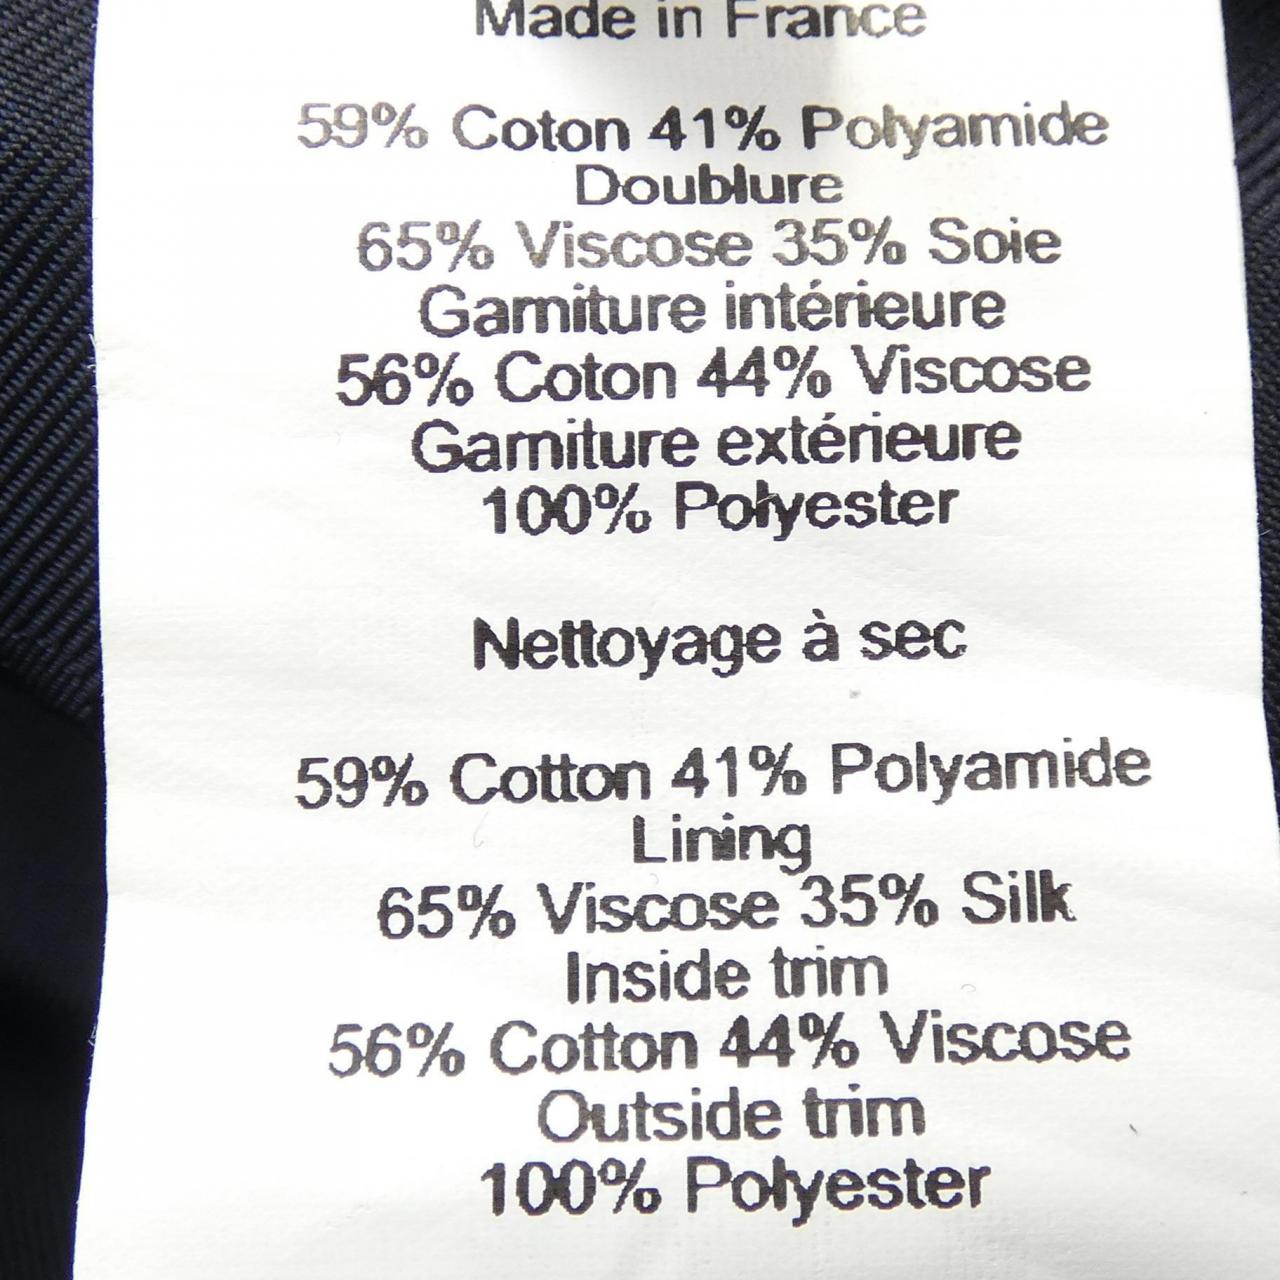 Made in France
59% Coton 41% Polyamide
Doublure
65% Viscose 35% Soie
Garniture intérieure
56% Coton 44% Viscose
Garniture extérieure
100% Polyester
Nettoyage à sec
59% Cotton 41% Polyamide
Lining
65% Viscose 35% Silk
Inside trim
56% Cotton 44% Viscose
Outside trim
100% Polyester